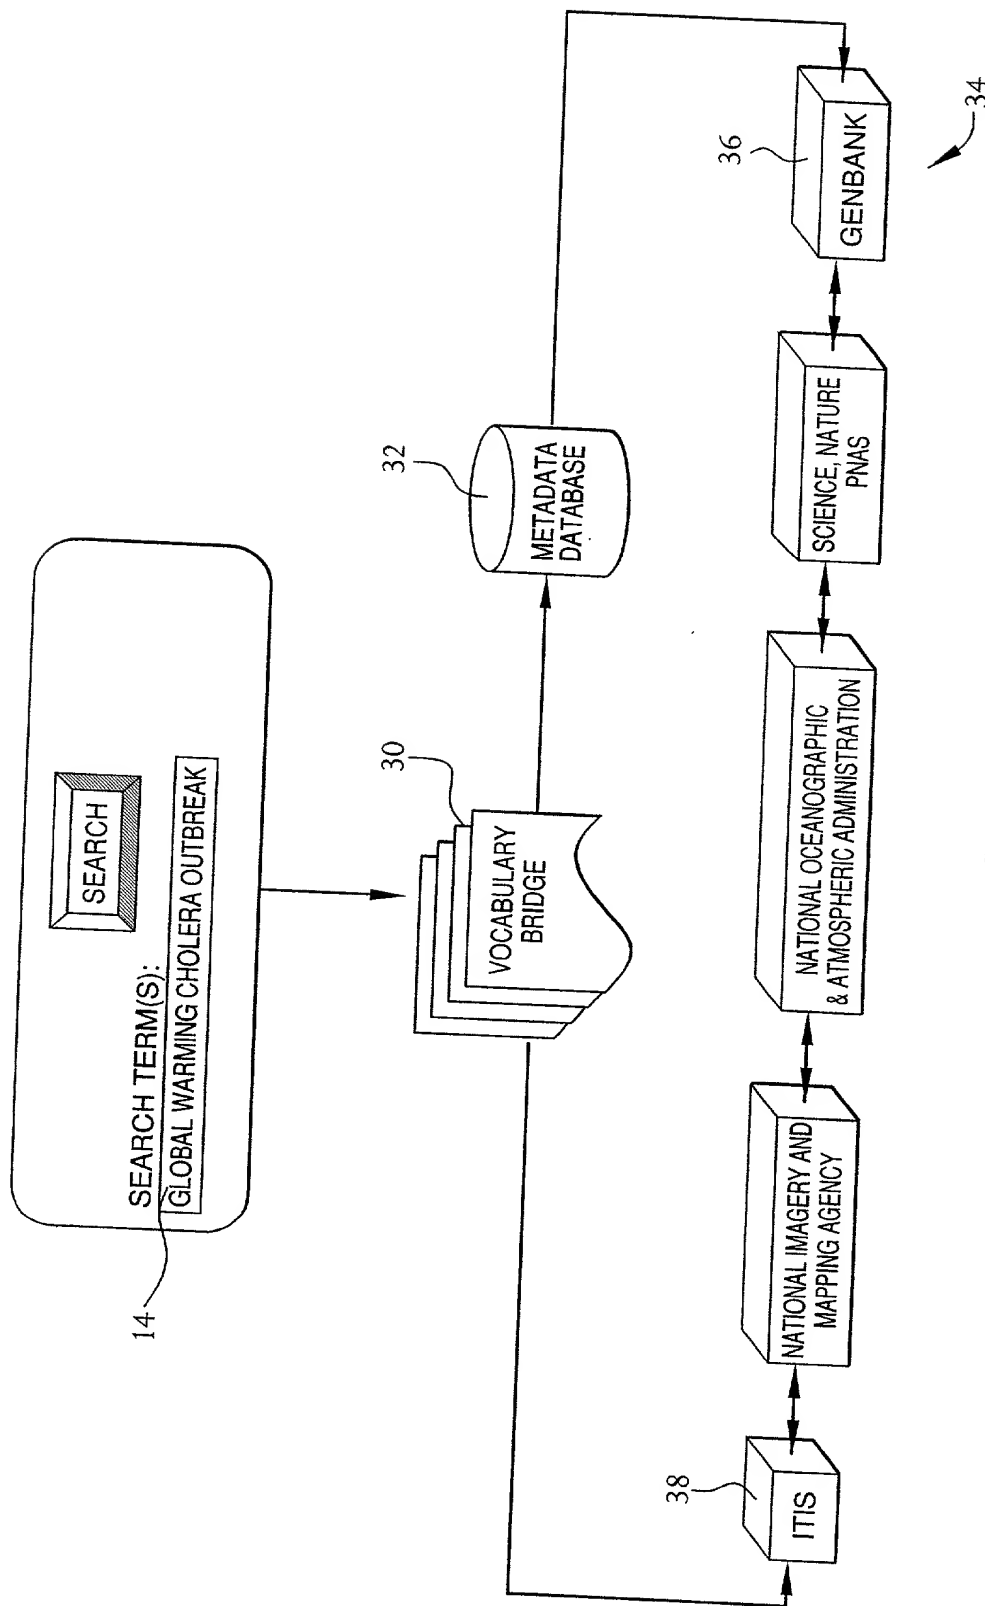 SEARCH
SEARCH TERM(S):
GLOBAL WARMING CHOLERA OUTBREAK
14
30
VOCABULARY
BRIDGE
32
METADATA
DATABASE
38
ITIS
NATIONAL IMAGERY AND
MAPPING AGENCY
NATIONAL OCEANOGRAPHIC
& ATMOSPHERIC ADMINISTRATION
SCIENCE, NATURE
PNAS
36
GENBANK
34